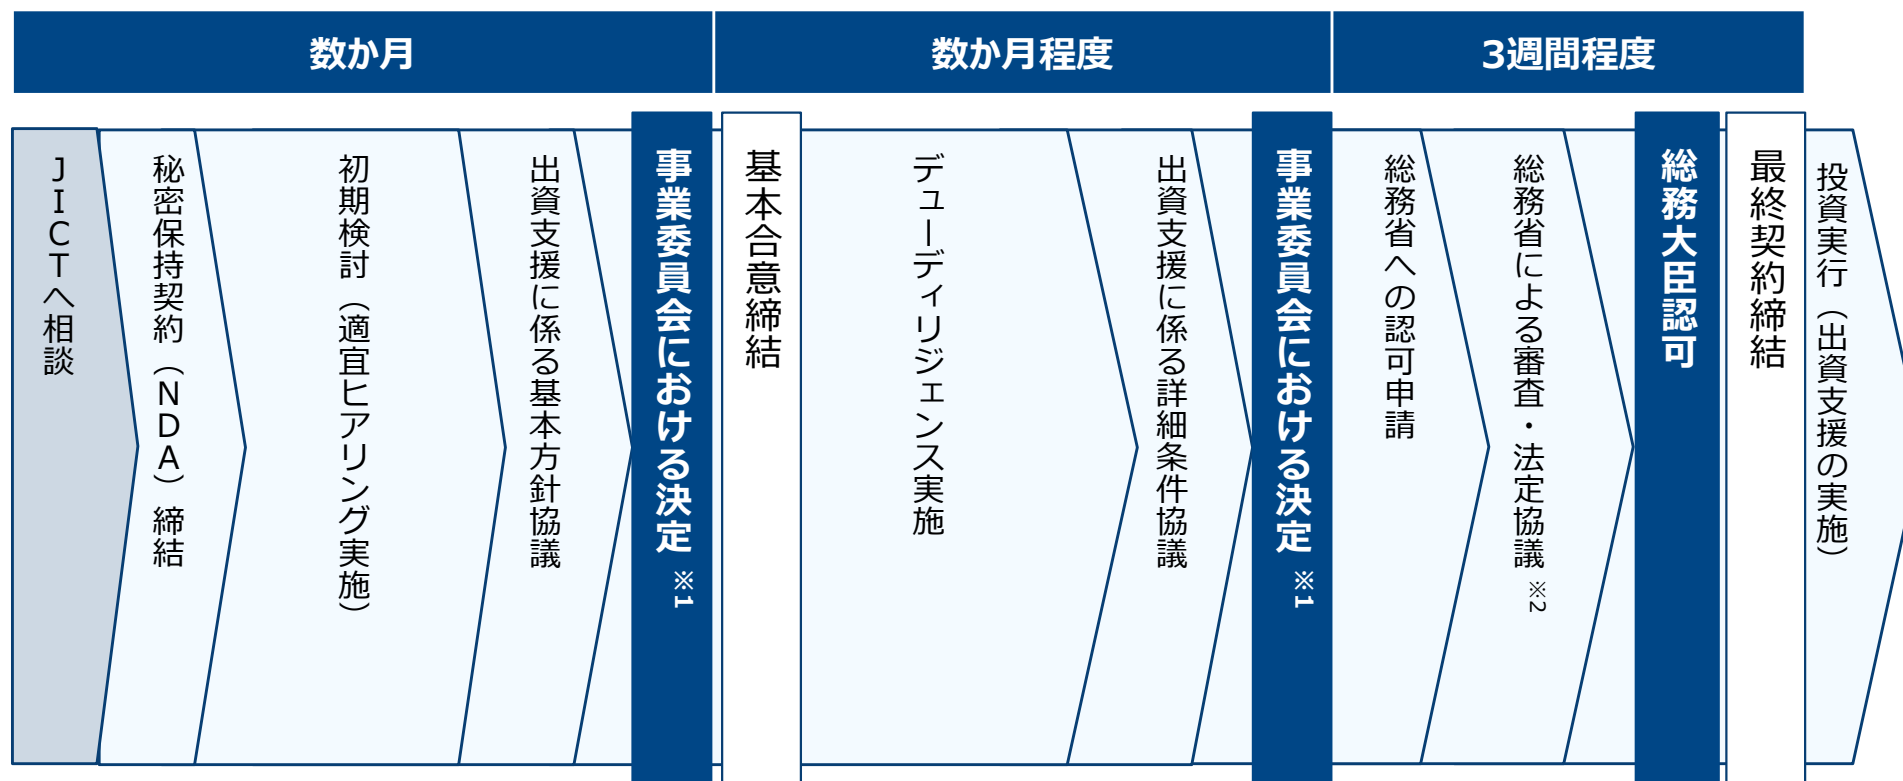 数か月
数か月程度
3週間程度
JICTへ相談
秘密保持契約（NDA）締結
初期検討（適宜ヒアリング実施）
出資支援に係る基本方針協議
事業委員会における決定 ※1
基本合意締結
デューディリジェンス実施
出資支援に係る詳細条件協議
事業委員会における決定 ※1
総務省への認可申請
総務省による審査・法定協議 ※2
総務大臣認可
最終契約締結
投資実行（出資支援の実施）